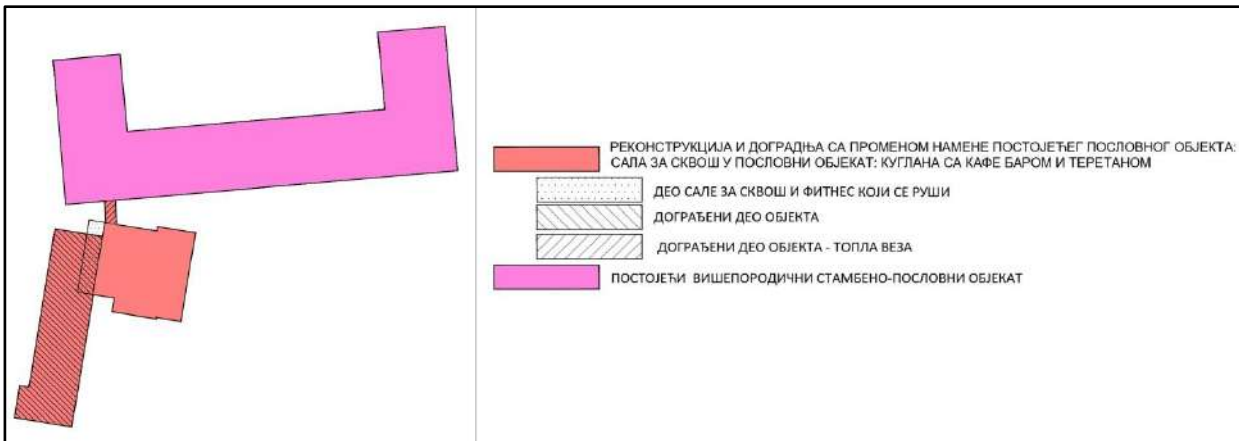 РЕКОНСТРУКЦИЈА И ДОГРАДЊА СА ПРОМЕНОМ НАМЕНЕ ПОСТОЈЕЋЕГ ПОСЛОВНОГ ОБЈЕКТА:
САЛА ЗА СКВОШ У ПОСЛОВНИ ОБЈЕКАТ: КУГЛАНА СА КАФЕ БАРОМ И ТЕРЕТАНОМ
ДЕО САЛЕ ЗА СКВОШ И ФИТНЕС КОЈИ СЕ РУШИ
ДОГРАЂЕНИ ДЕО ОБЈЕКТА
ДОГРАЂЕНИ ДЕО ОБЈЕКТА - ТОПЛА ВЕЗА
ПОСТОЈЕЋИ ВИШЕПОРОДИЧНИ СТАМБЕНО-ПОСЛОВНИ ОБЈЕКАТ